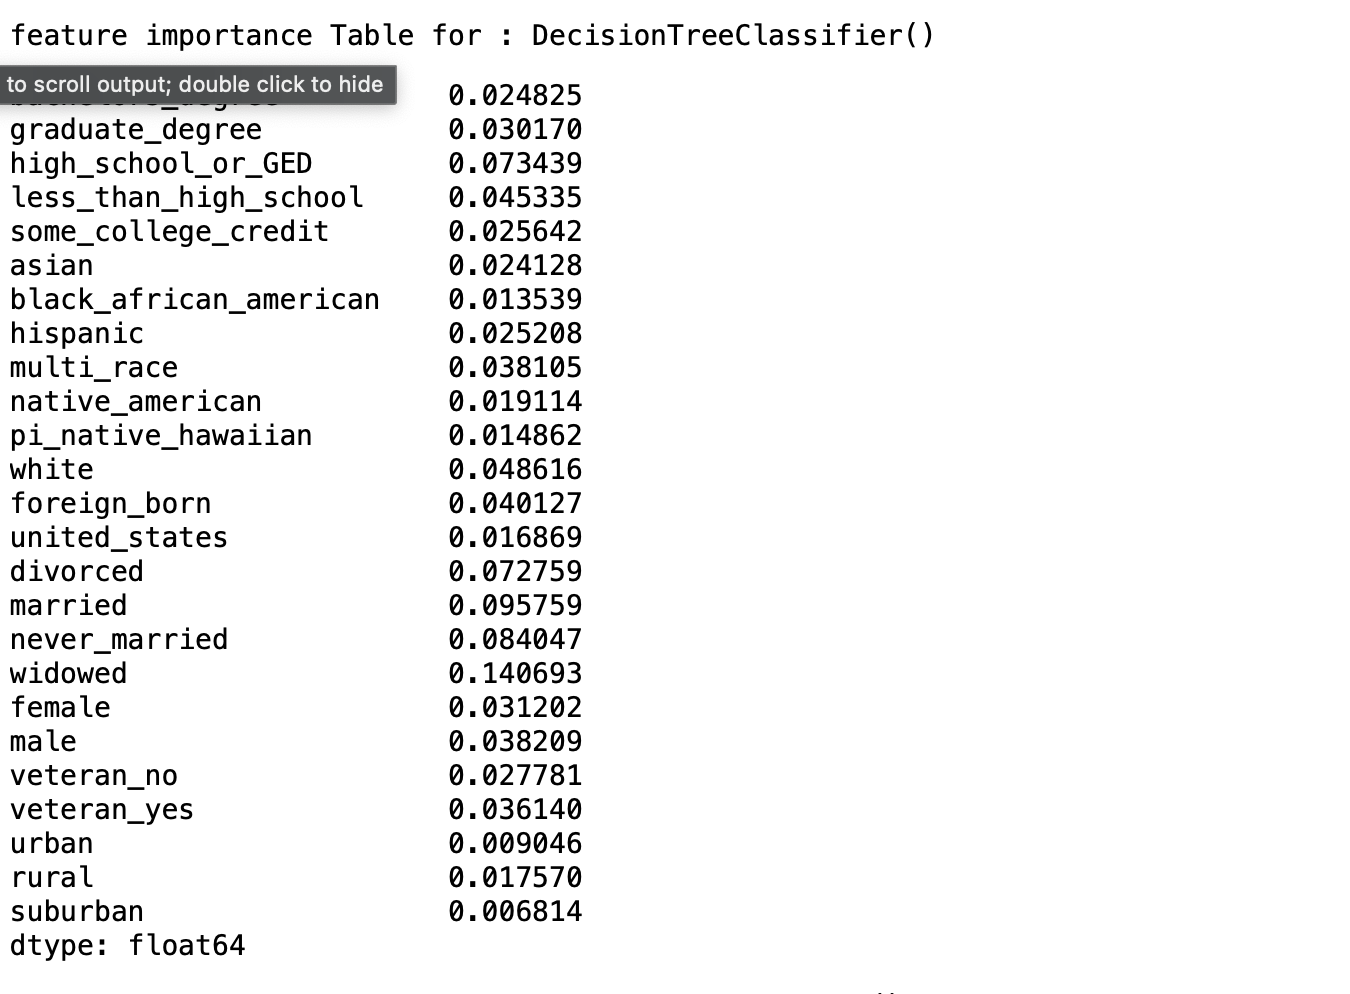 feature importance Table for : DecisionTreeClassifier()
to scroll output; double click to hide
0.024825
graduate_degree 0.030170
high_school_or_GED 0.073439
less_than_high_school 0.045335
some_college_credit 0.025642
asian 0.024128
black_african_american 0.013539
hispanic 0.025208
multi_race 0.038105
native_american 0.019114
pi_native_hawaiian 0.014862
white 0.048616
foreign_born 0.040127
united_states 0.016869
divorced 0.072759
married 0.095759
never_married 0.084047
widowed 0.140693
female 0.031202
male 0.038209
veteran_no 0.027781
veteran_yes 0.036140
urban 0.009046
rural 0.017570
suburban 0.006814
dtype: float64